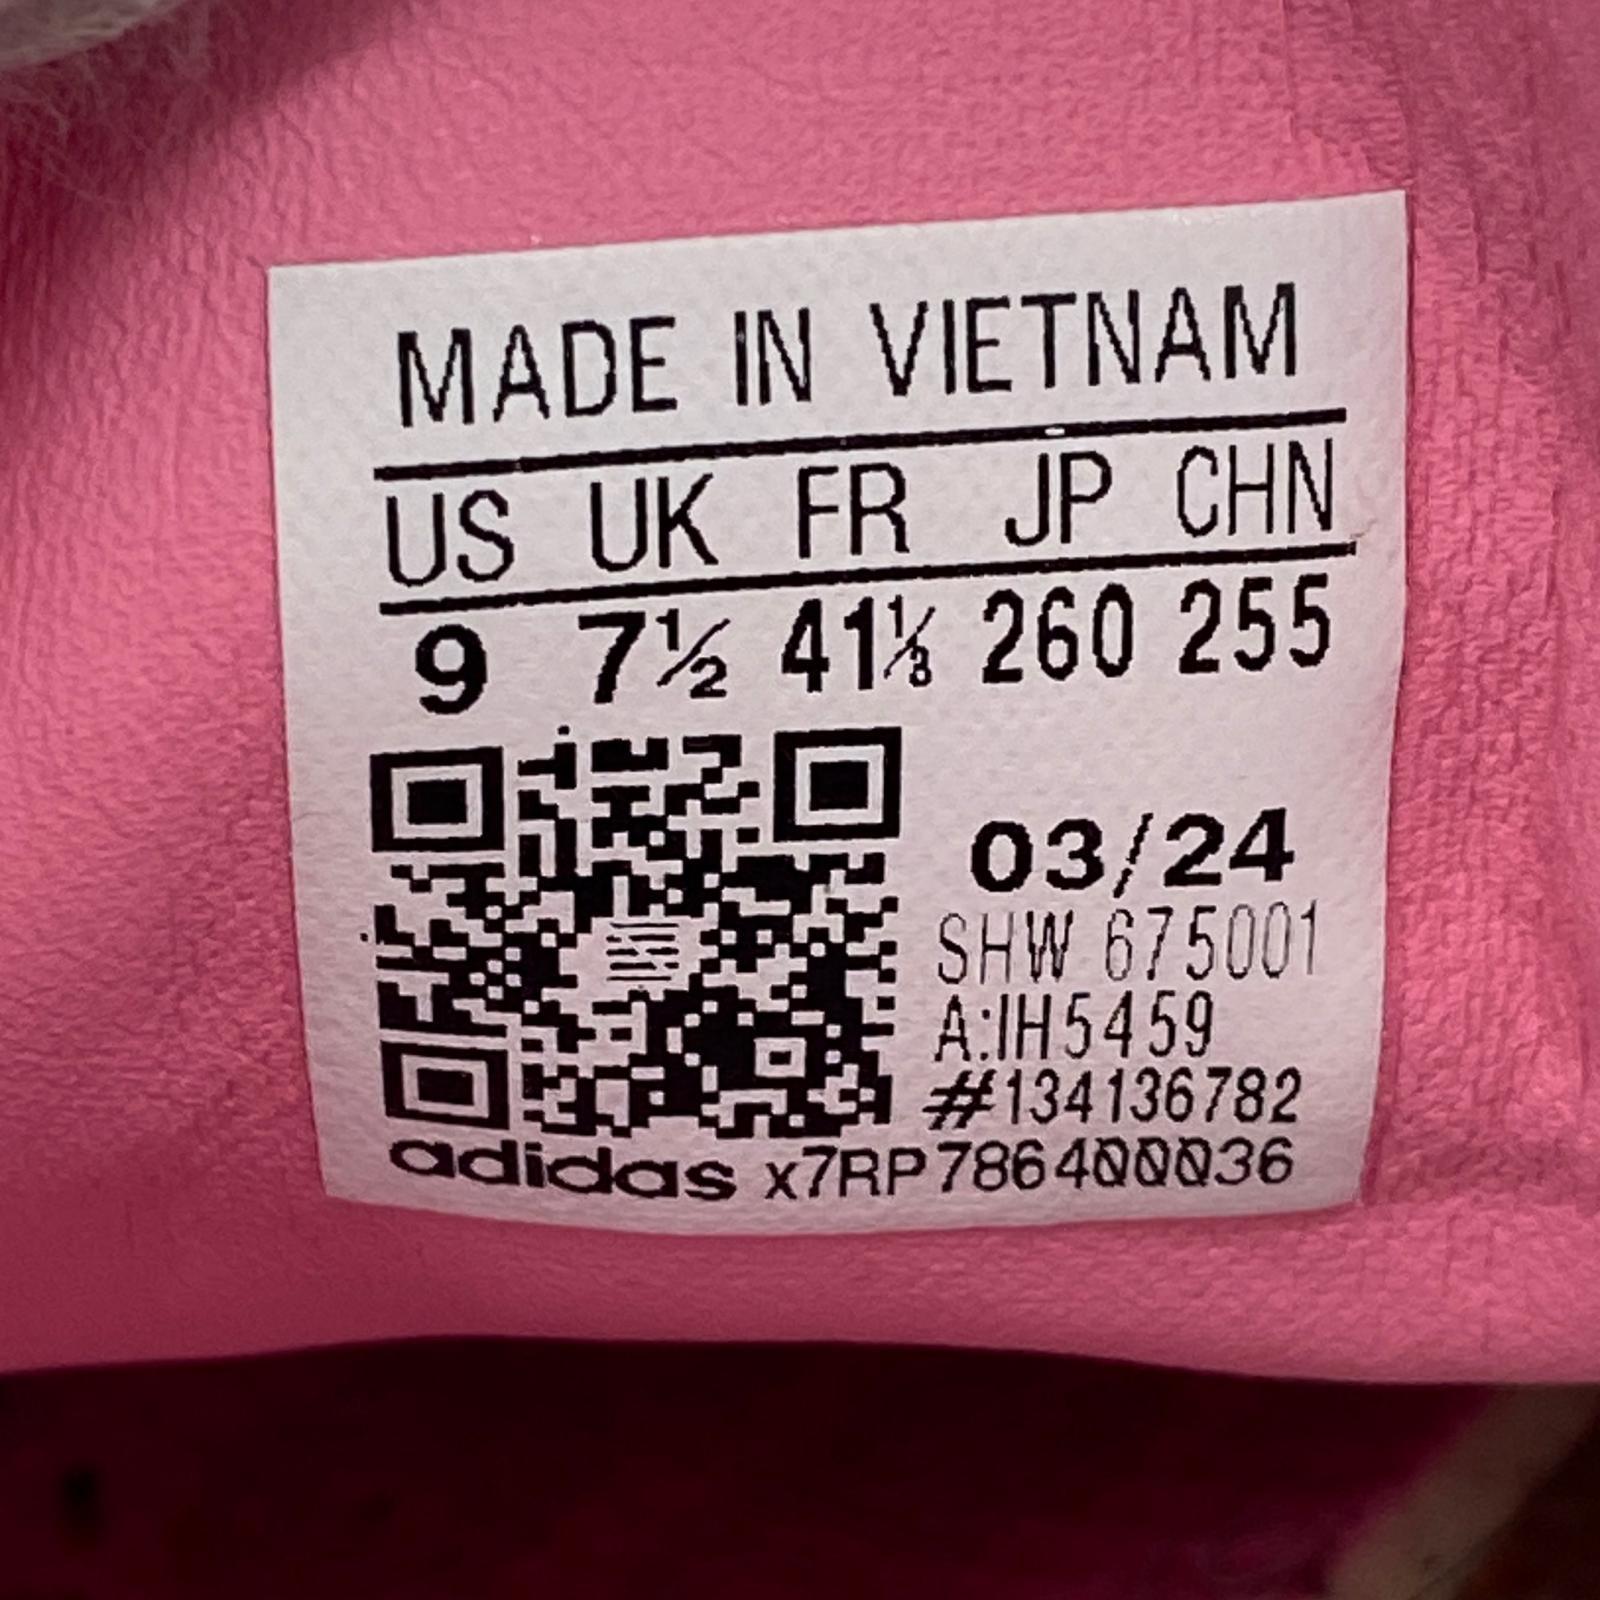 MADE IN VIETNAM
US UK FR JP CHN
9 7½ 41⅓ 260 255
03/24
SHW 675001
A:IH5459
#134136782
adidas x7RP786400036